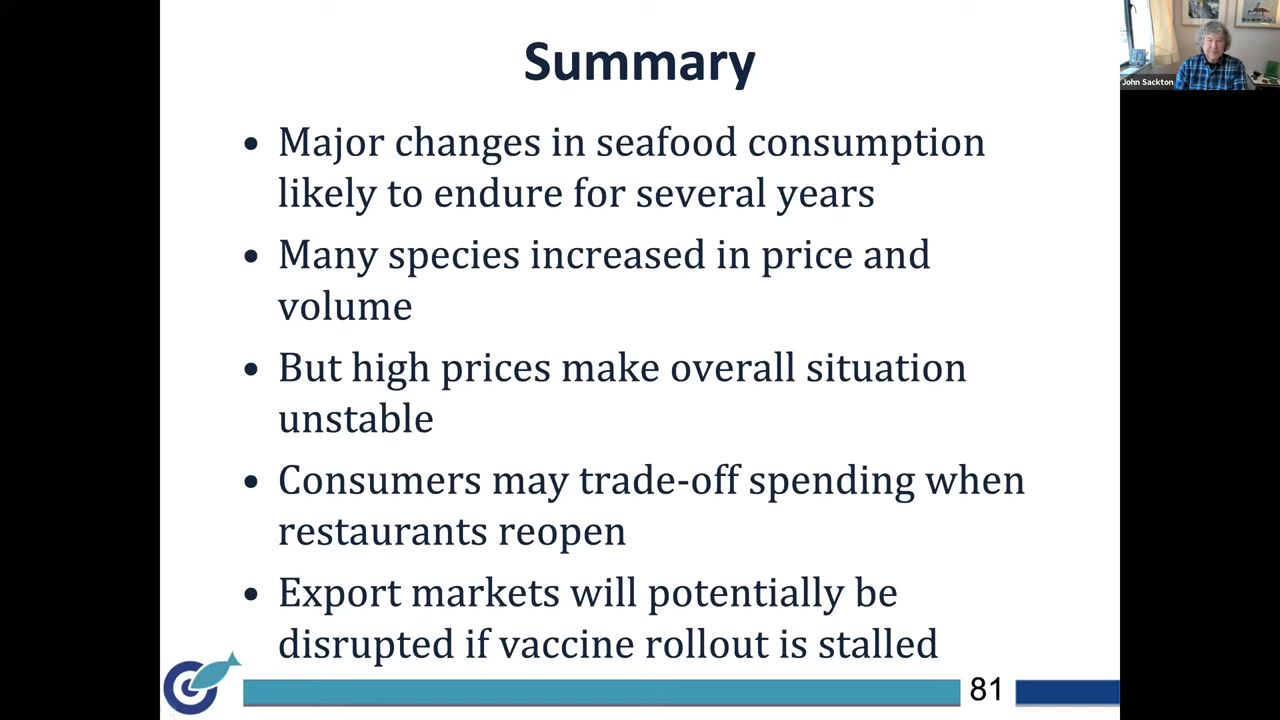 Summary
John Sackton
• Major changes in seafood consumption
likely to endure for several years
• Many species increased in price and
volume
• But high prices make overall situation
unstable
• Consumers may trade-off spending when
restaurants reopen
• Export markets will potentially be
disrupted if vaccine rollout is stalled
81